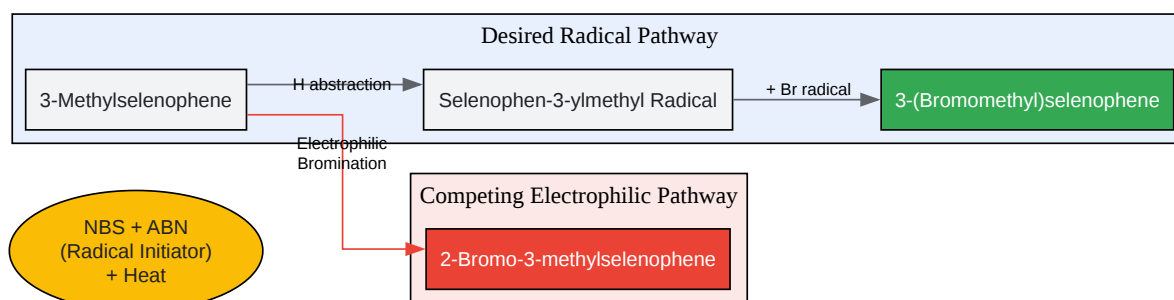 Desired Radical Pathway
3-Methylselenophene
H abstraction
Selenophen-3-ylmethyl Radical
+ Br radical
3-(Bromomethyl)selenophene
Electrophilic
Bromination
Competing Electrophilic Pathway
2-Bromo-3-methylselenophene
NBS + ABN
(Radical Initiator)
+ Heat